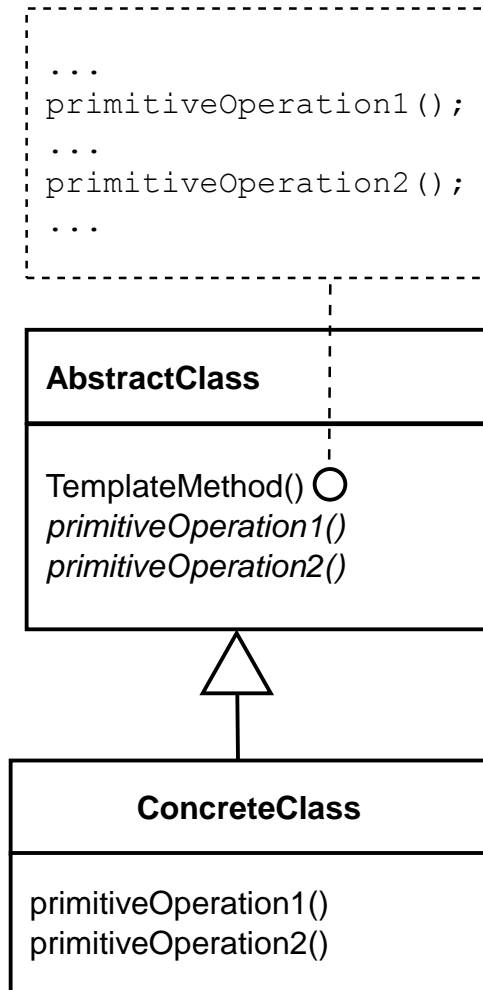 ...
primitiveOperation1();
...
primitiveOperation2();
...
AbstractClass
TemplateMethod()
primitiveOperation1()
primitiveOperation2()
ConcreteClass
primitiveOperation1()
primitiveOperation2()